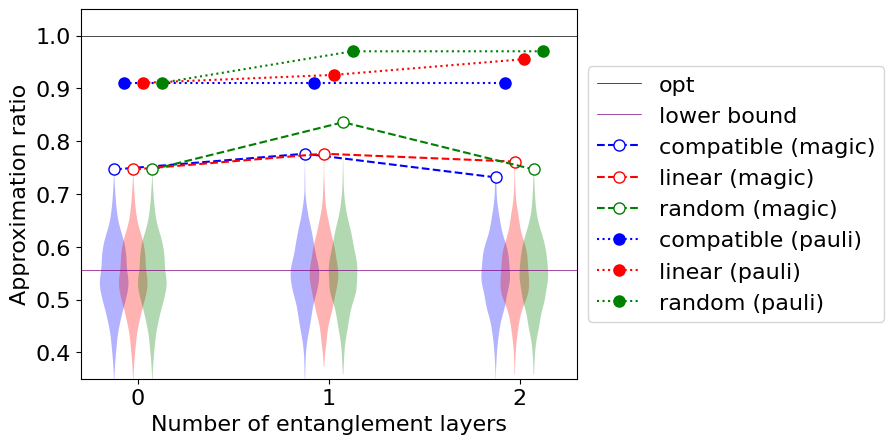 1.0
0.9
0.8
0.7
0.6
0.5
0.4
Approximation ratio
0 1 2
Number of entanglement layers
opt
lower bound
compatible (magic)
linear (magic)
random (magic)
compatible (pauli)
linear (pauli)
random (pauli)